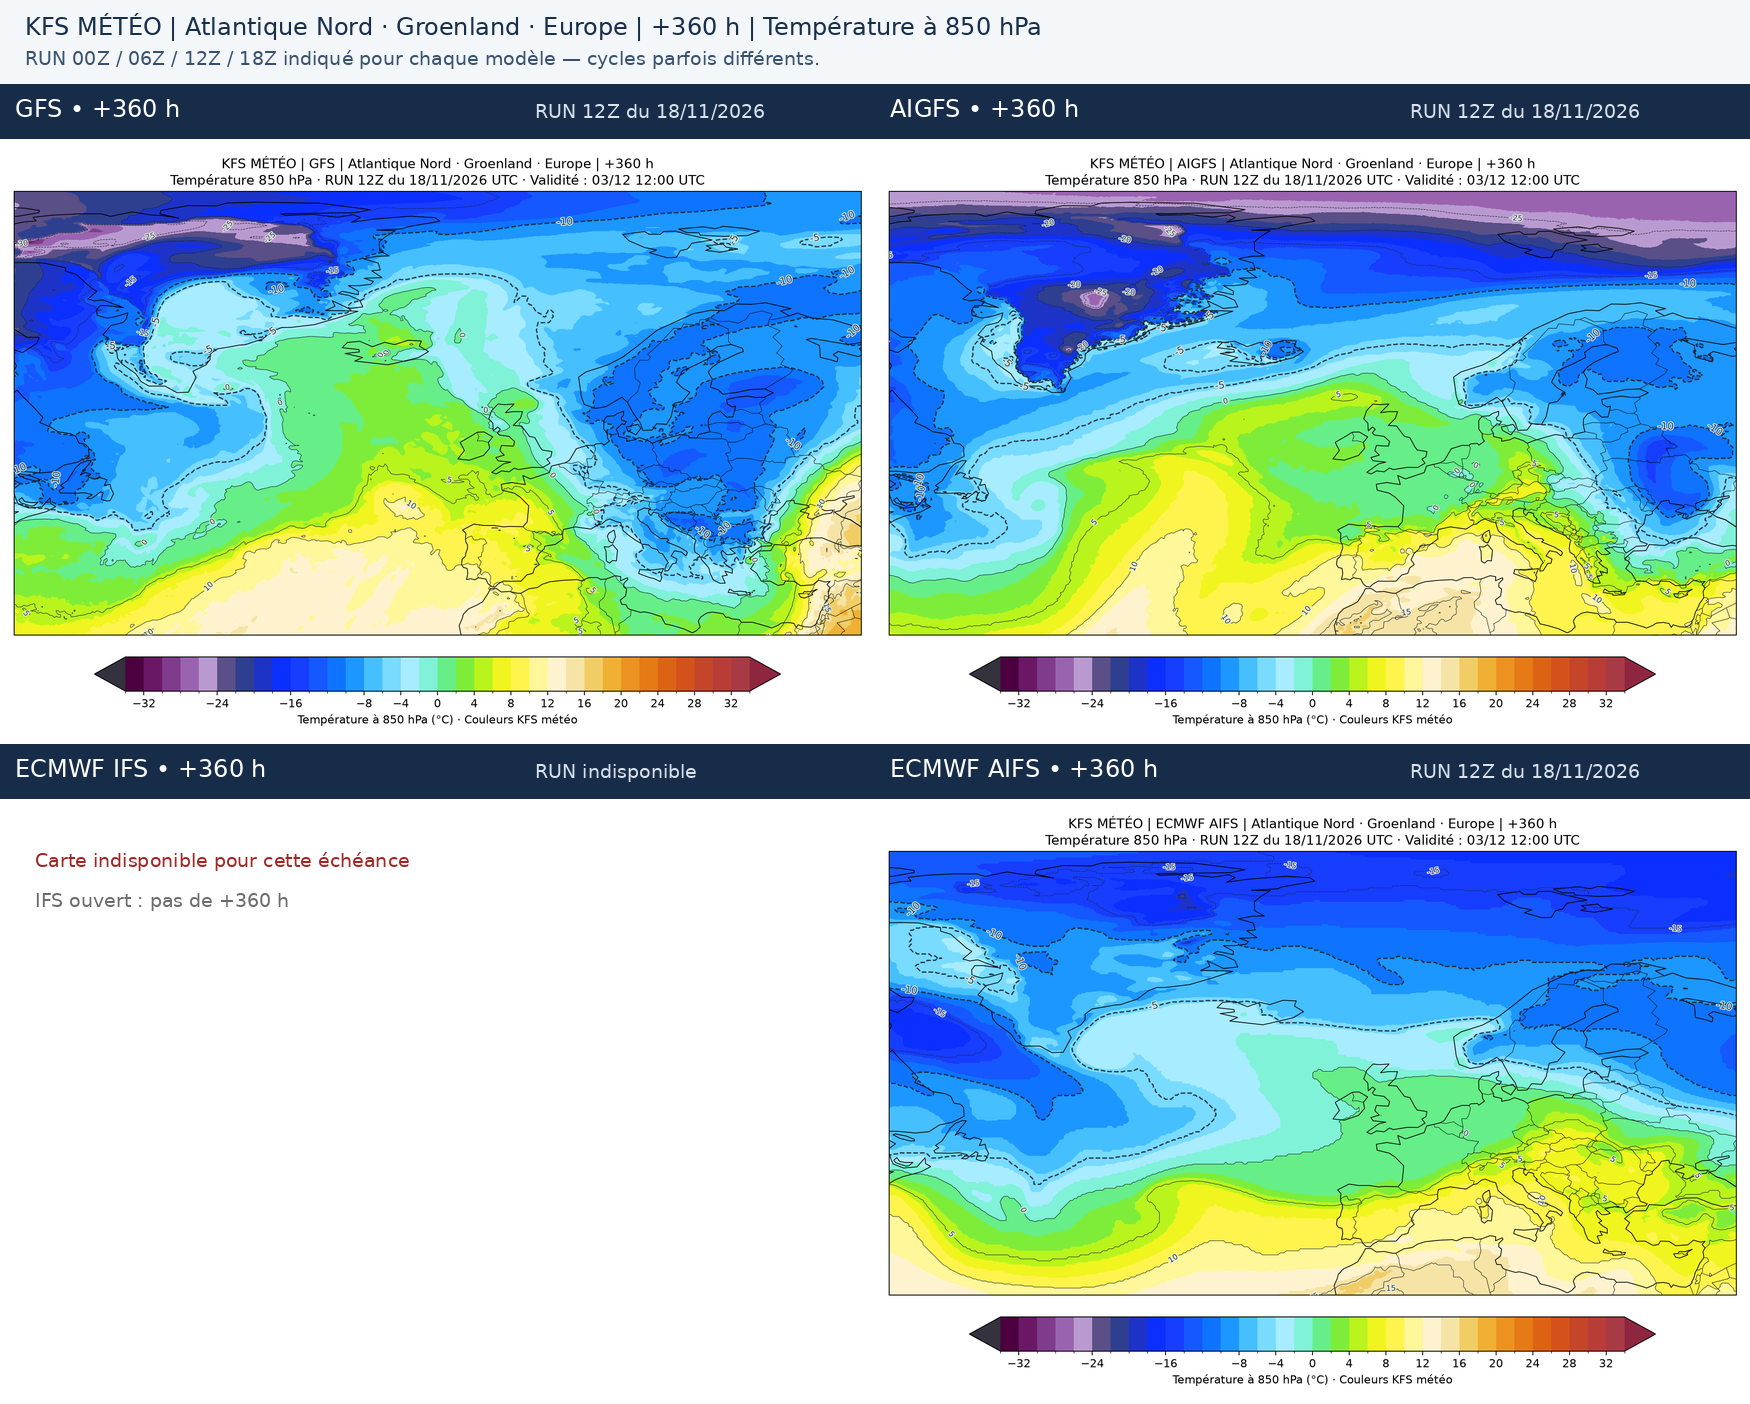 KFS MÉTÉO | Atlantique Nord · Groenland · Europe | +360 h | Température à 850 hPa
RUN 00Z / 06Z / 12Z / 18Z indiqué pour chaque modèle — cycles parfois différents.
GFS • +360 h
RUN 12Z du 18/11/2026
AIGFS • +360 h
RUN 12Z du 18/11/2026
KFS MÉTÉO | GFS | Atlantique Nord · Groenland · Europe | +360 h
Température 850 hPa · RUN 12Z du 18/11/2026 UTC · Validité : 03/12 12:00 UTC
KFS MÉTÉO | AIGFS | Atlantique Nord · Groenland · Europe | +360 h
Température 850 hPa · RUN 12Z du 18/11/2026 UTC · Validité : 03/12 12:00 UTC
−32 −24 −16 −8 −4 0 4 8 12 16 20 24 28 32
Température à 850 hPa (°C) · Couleurs KFS météo
−32 −24 −16 −8 −4 0 4 8 12 16 20 24 28 32
Température à 850 hPa (°C) · Couleurs KFS météo
ECMWF IFS • +360 h
RUN indisponible
ECMWF AIFS • +360 h
RUN 12Z du 18/11/2026
Carte indisponible pour cette échéance
IFS ouvert : pas de +360 h
KFS MÉTÉO | ECMWF AIFS | Atlantique Nord · Groenland · Europe | +360 h
Température 850 hPa · RUN 12Z du 18/11/2026 UTC · Validité : 03/12 12:00 UTC
−32 −24 −16 −8 −4 0 4 8 12 16 20 24 28 32
Température à 850 hPa (°C) · Couleurs KFS météo